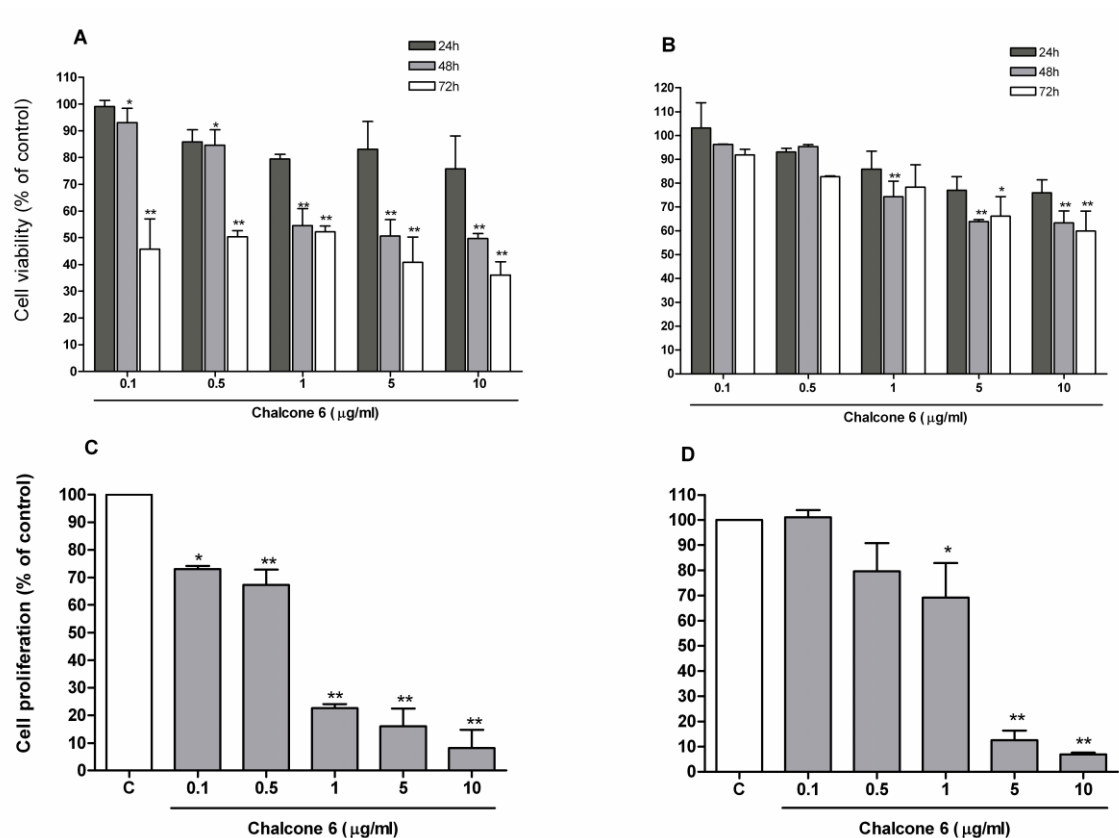 A
24h
48h
72h
Cell viability (% of control)
110
100
90
80
70
60
50
40
30
20
10
0
* ** * ** ** ** ** ** ** **
0.1 0.5 1 5 10
Chalcone 6 (μg/ml)
B
24h
48h
72h
120
110
100
90
80
70
60
50
40
30
20
10
0
** ** * ** **
0.1 0.5 1 5 10
Chalcone 6 (μg/ml)
C
Cell proliferation (% of control)
100
90
80
70
60
50
40
30
20
10
0
* ** ** ** **
C 0.1 0.5 1 5 10
Chalcone 6 (μg/ml)
D
110
100
90
80
70
60
50
40
30
20
10
0
* ** **
C 0.1 0.5 1 5 10
Chalcone 6 (μg/ml)